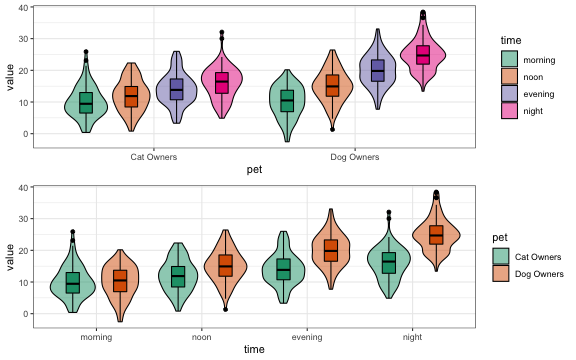 value
40
30
20
10
0
Cat Owners
Dog Owners
pet
time
morning
noon
evening
night
value
40
30
20
10
0
morning
noon
evening
night
time
pet
Cat Owners
Dog Owners